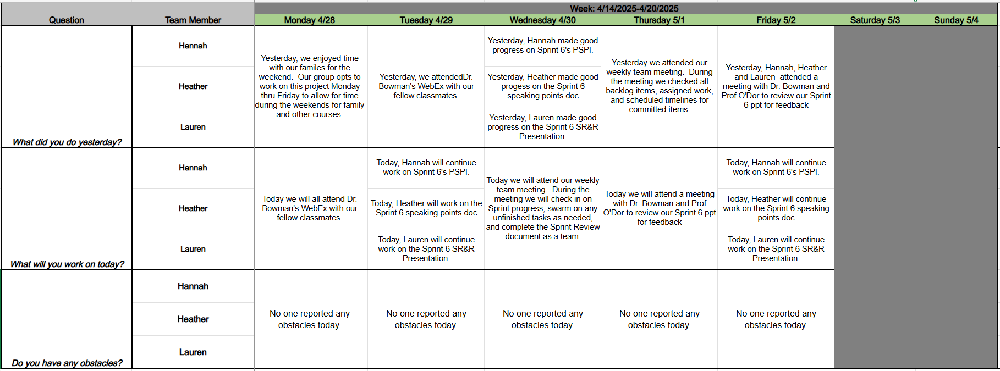 Week: 4/14/2025-4/20/2025
Question
Team Member
Monday 4/28
Tuesday 4/29
Wednesday 4/30
Thursday 5/1
Friday 5/2
Saturday 5/3
Sunday 5/4
What did you do yesterday?
Hannah
Heather
Lauren
Yesterday, we enjoyed time
with our familes for the
weekend.  Our group opts to
work on this project Monday
thru Friday to allow for time
during the weekends for family
and other courses.
Yesterday, we attendedDr.
Bowman's WebEx with our
fellow classmates.
Yesterday, Hannah made good
progress on Sprint 6's PSPI.
Yesterday, Heather made good
progess on the Sprint 6
speaking points doc
Yesterday, Lauren made good
progress on the Sprint 6 SR&R
Presentation.
Yesterday we attended our
weekly team meeting.  During
the meeting we checked all
backlog items, assigned work,
and scheduled timelines for
committed items.
Yesterday, Hannah, Heather
and Lauren  attended a
meeting with Dr. Bowman and
Prof O'Dor to review our Sprint
6 ppt for feedback
What will you work on today?
Hannah
Heather
Lauren
Today we will all attend Dr.
Bowman's WebEx with our
fellow classmates.
Today, Hannah will continue
work on Sprint 6's PSPI.
Today, Heather will work on the
Sprint 6 speaking points doc
Today, Lauren will continue
work on the Sprint 6 SR&R
Presentation.
Today we will attend our weekly
team meeting.  During the
meeting we will check in on
Sprint progress, swarm on any
unfinished tasks as needed,
and complete the Sprint Review
document as a team.
Today we will attend a meeting
with Dr. Bowman and Prof
O'Dor to review our Sprint 6 ppt
for feedback
Today, Hannah will continue
work on Sprint 6's PSPI.
Today, Heather will continue
work on the Sprint 6 speaking
points doc
Today, Lauren will continue
work on the Sprint 6 SR&R
Presentation.
Do you have any obstacles?
Hannah
Heather
Lauren
No one reported any
obstacles today.
No one reported any
obstacles today.
No one reported any
obstacles today.
No one reported any
obstacles today.
No one reported any
obstacles today.